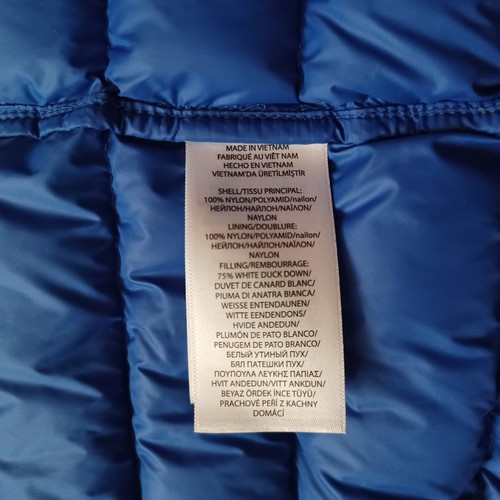 MADE IN VIETNAM
FABRIQUÉ AU VIÊT NAM
HECHO EN VIETNAM
VIETNAM'DA ÜRETİLMİŞTİR
SHELL/TISSU PRINCIPAL:
100% NYLON/POLYAMID/nailon/
НЕЙЛОН/НАЙЛОН/ΝΑΪΛΟΝ/
NAYLON
LINING/DOUBLURE:
100% NYLON/POLYAMID/nailon/
НЕЙЛОН/НАЙЛОН/ΝΑΪΛΟΝ/
NAYLON
FILLING/REMBOURRAGE:
75% WHITE DUCK DOWN/
DUVET DE CANARD BLANC/
PIUMA DI ANATRA BIANCA/
WEISSE ENTENDAUNEN/
WITTE EENDENDONS/
HVIDE ANDEDUN/
PLUMÓN DE PATO BLANCO/
PENUGEM DE PATO BRANCO/
БЕЛЫЙ УТИНЫЙ ПУХ/
БЯЛ ПАТЕШКИ ПУХ/
ΠΟΥΠΟΥΛΑ ΛΕΥΚΗΣ ΠΑΠΙΑΣ/
HVIT ANDEDUN/VITT ANKDUN/
BEYAZ ÖRDEK İNCE TÜYÜ/
PRACHOVÉ PEŘÍ Z KACHNY
DOMÁCÍ